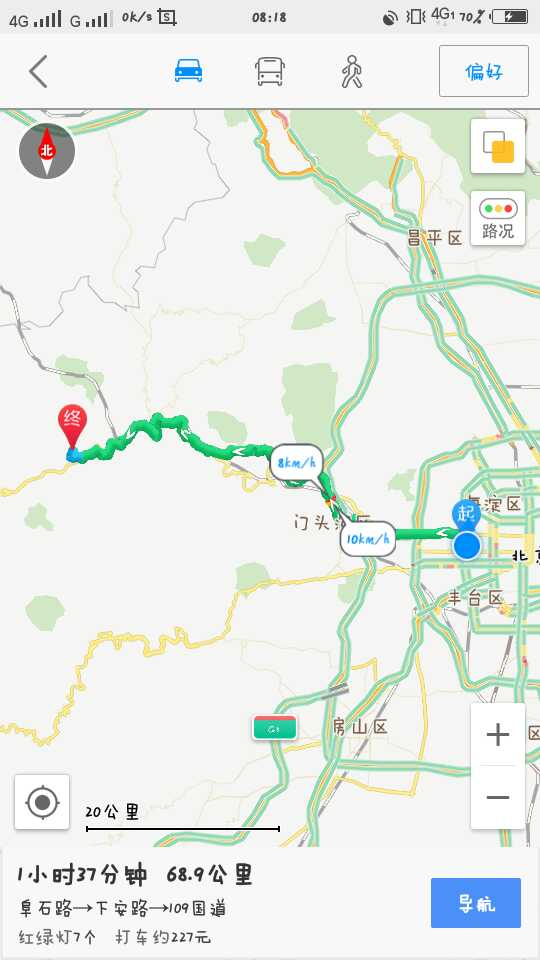 4G G 0k/s 08:18 4G 1 70%
偏好
北
路况
昌平区
终
8km/h
海淀区
起
门头沟区
10km/h
北京
丰台区
房山区
G5
区
20公里
1小时37分钟 68.9公里
阜石路→下安路→109国道
导航
红绿灯7个 打车约227元